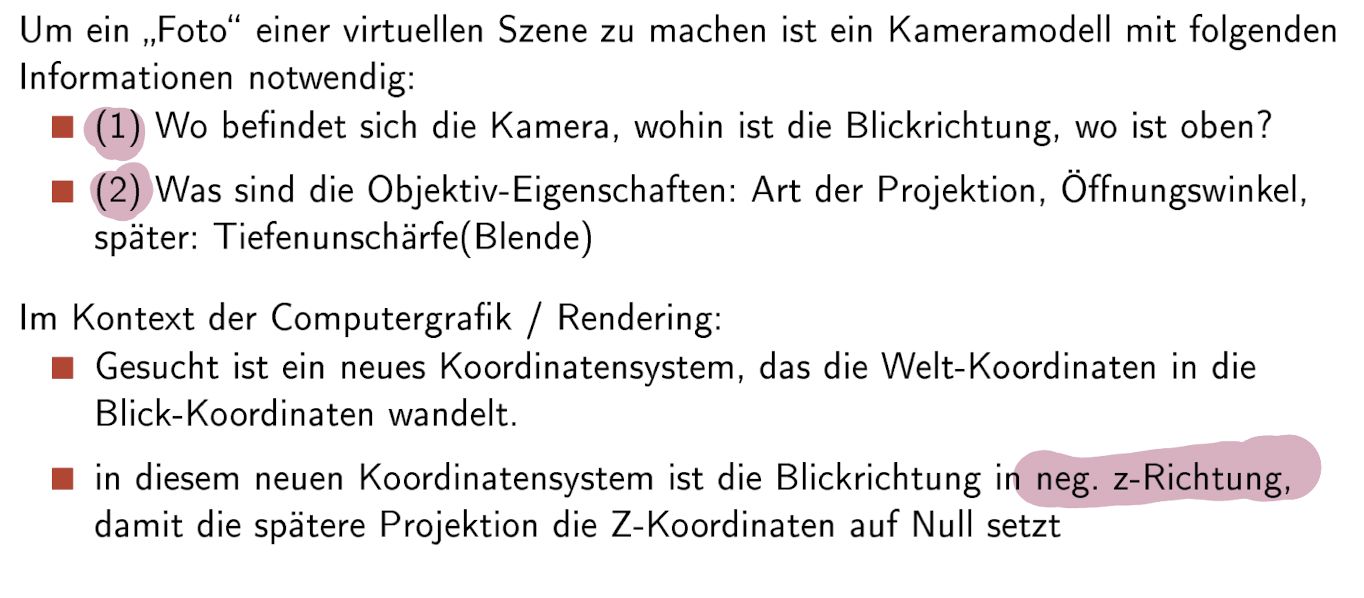 Um ein „Foto“ einer virtuellen Szene zu machen ist ein Kameramodell mit folgenden
Informationen notwendig:
(1) Wo befindet sich die Kamera, wohin ist die Blickrichtung, wo ist oben?
(2) Was sind die Objektiv-Eigenschaften: Art der Projektion, Öffnungswinkel,
später: Tiefenunschärfe(Blende)
Im Kontext der Computergrafik / Rendering:
Gesucht ist ein neues Koordinatensystem, das die Welt-Koordinaten in die
Blick-Koordinaten wandelt.
in diesem neuen Koordinatensystem ist die Blickrichtung in neg. z-Richtung,
damit die spätere Projektion die Z-Koordinaten auf Null setzt